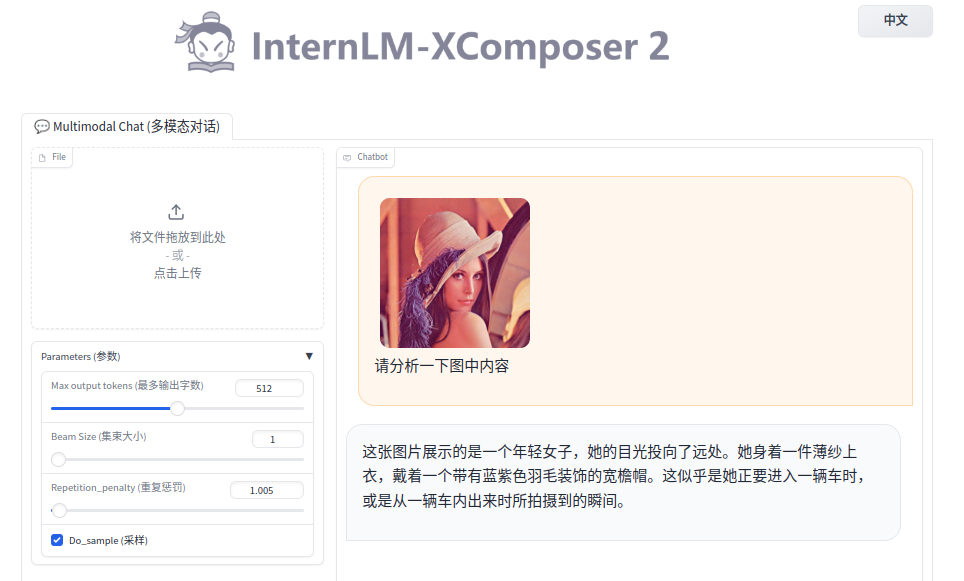 InternLM-XComposer 2
中文
Multimodal Chat (多模态对话)
File
将文件拖放到此处
- 或 -
点击上传
Parameters (参数)
▼
Max output tokens (最多输出字数)
512
Beam Size (集束大小)
1
Repetition_penalty (重复惩罚)
1.005
Do_sample (采样)
Chatbot
请分析一下图中内容
这张图片展示的是一个年轻女子，她的目光投向了远处。她身着一件薄纱上
衣，戴着一个带有蓝紫色羽毛装饰的宽檐帽。这似乎是她正要进入一辆车时，
或是从一辆车内出来时所拍摄到的瞬间。